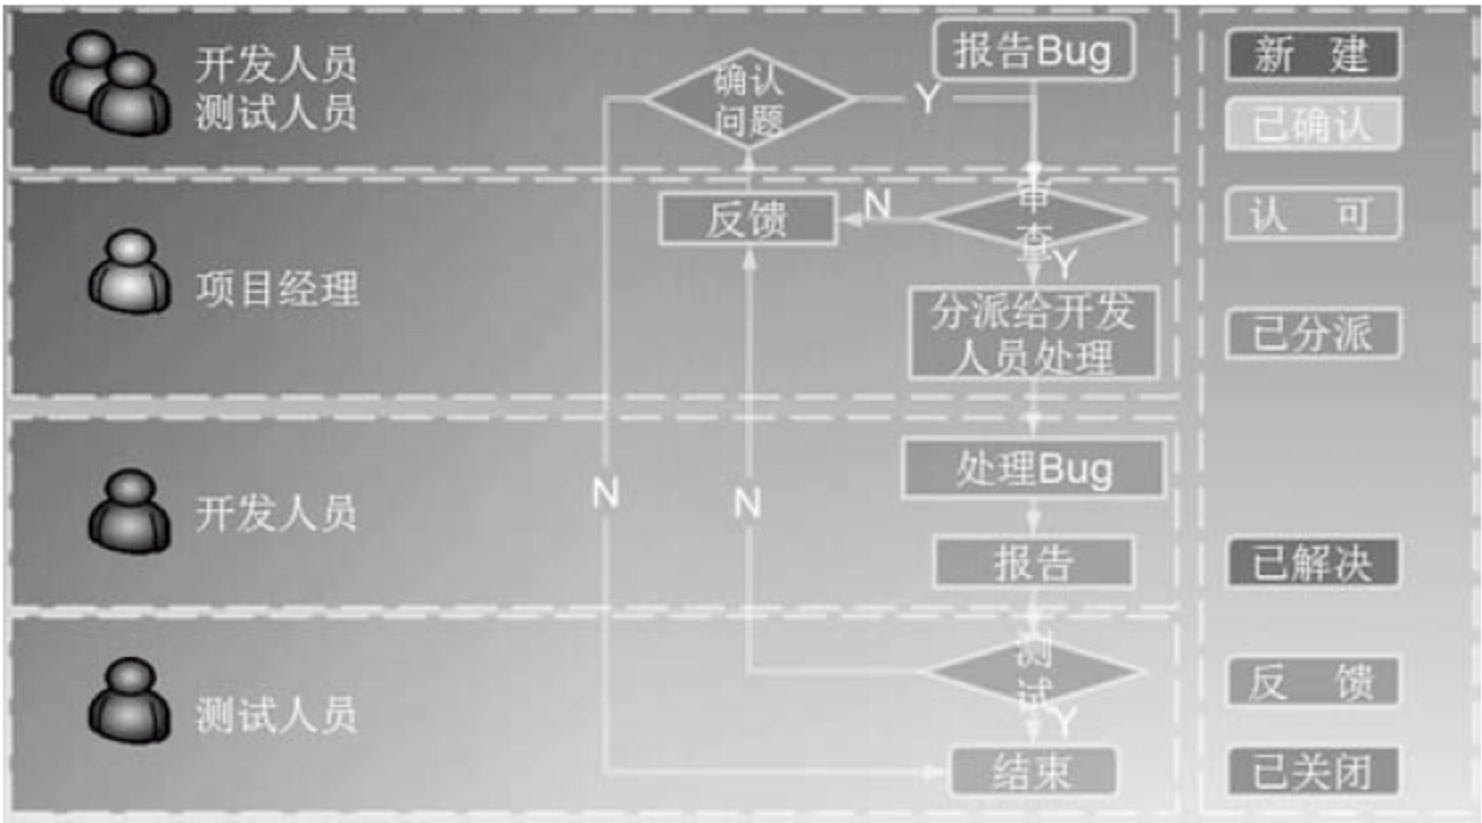 开发人员
测试人员
确认
问题
Y
报告Bug
新 建
已确认
项目经理
反馈
N
审
查
Y
分派给开发
人员处理
认 可
已分派
开发人员
N
N
处理Bug
报告
已解决
测试人员
测
试
Y
结束
反 馈
已关闭